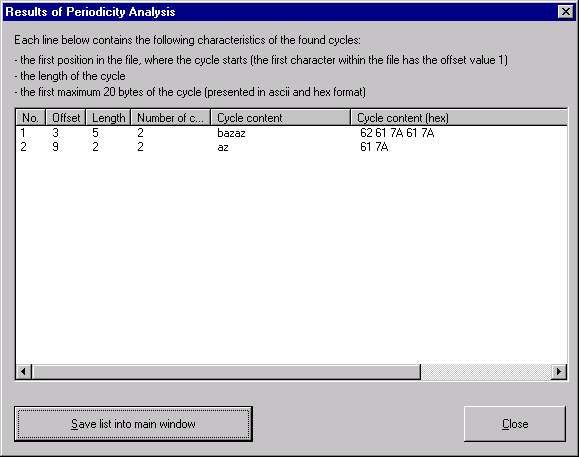 Results of Periodicity Analysis
Each line below contains the following characteristics of the found cycles:
- the first position in the file, where the cycle starts (the first character within the file has the offset value 1)
- the length of the cycle
- the first maximum 20 bytes of the cycle (presented in ascii and hex format)
No. Offset Length Number of c... Cycle content Cycle content (hex)
1 3 5 2 bazaz 62 61 7A 61 7A
2 9 2 2 az 61 7A
Save list into main window Close